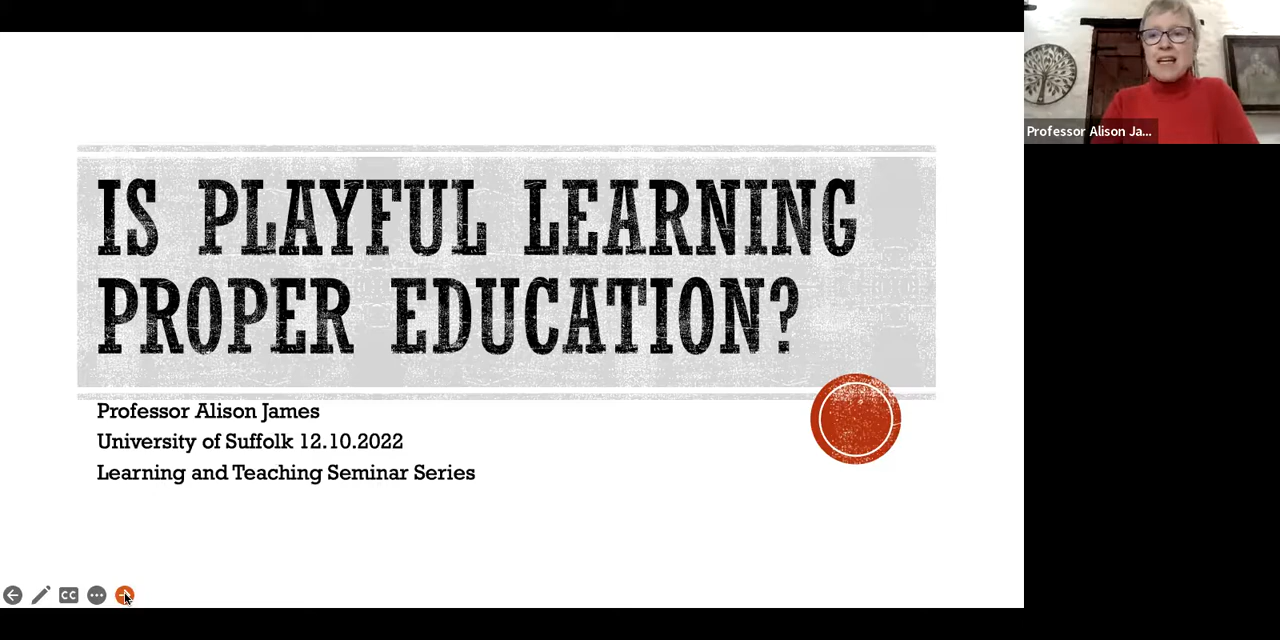 IS PLAYFUL LEARNING
PROPER EDUCATION?
Professor Alison James
University of Suffolk 12.10.2022
Learning and Teaching Seminar Series
Professor Alison Ja...
CC